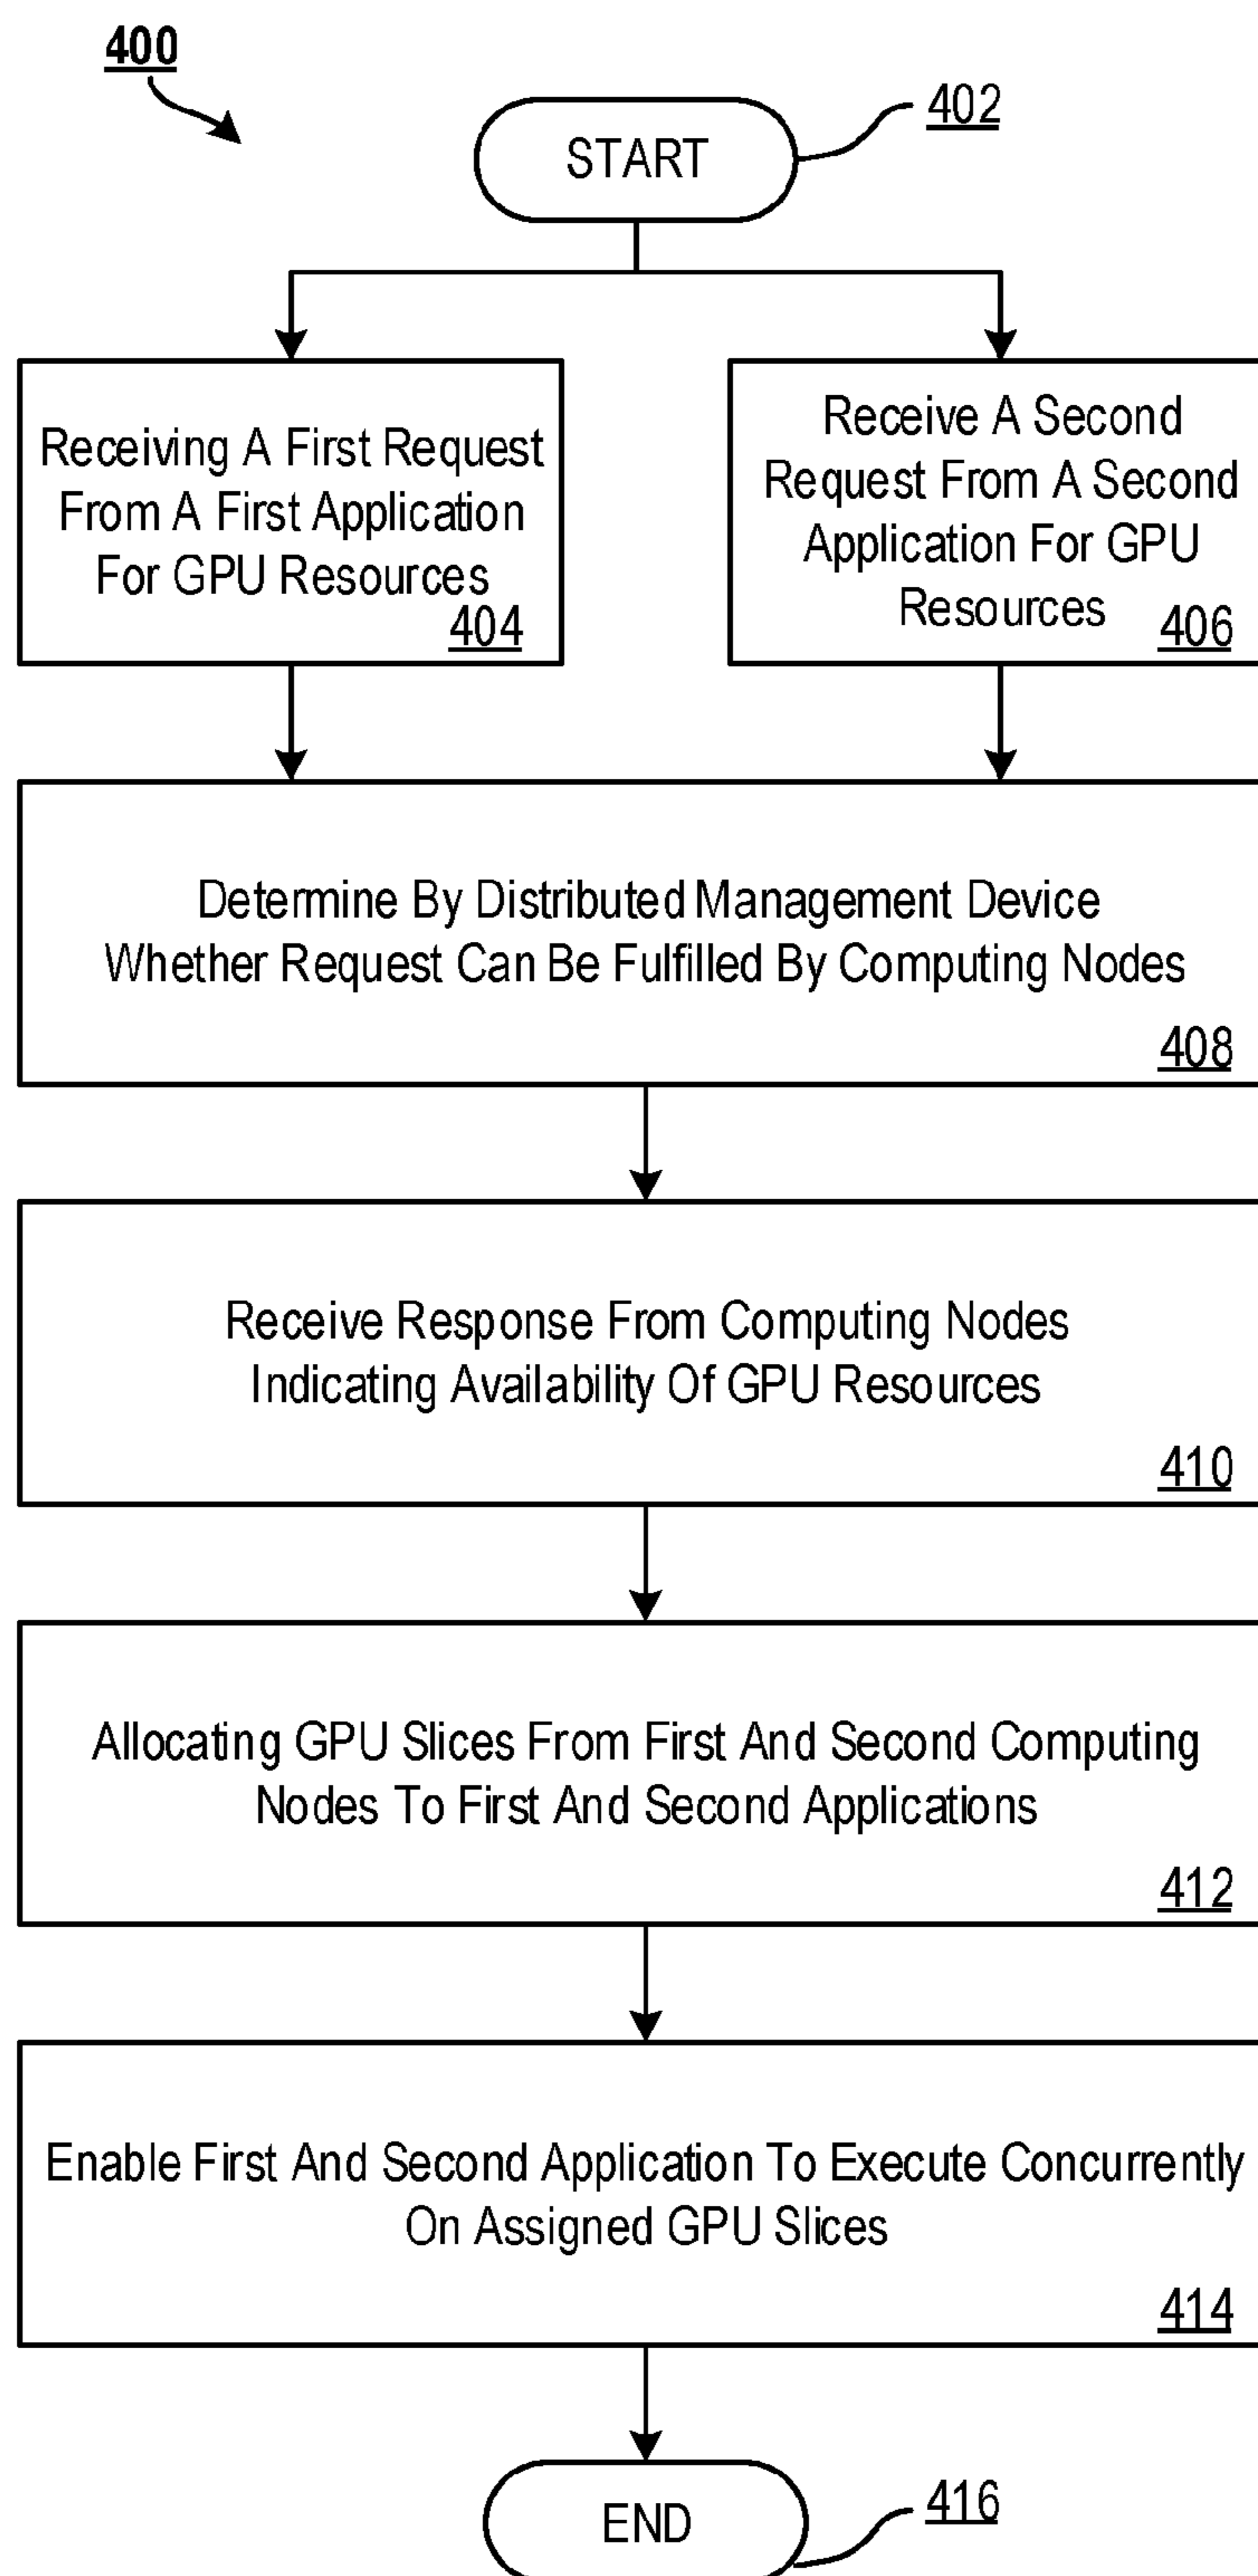 400
START
402
Receiving A First Request
From A First Application
For GPU Resources
404
Receive A Second
Request From A Second
Application For GPU
Resources
406
Determine By Distributed Management Device
Whether Request Can Be Fulfilled By Computing Nodes
408
Receive Response From Computing Nodes
Indicating Availability Of GPU Resources
410
Allocating GPU Slices From First And Second Computing
Nodes To First And Second Applications
412
Enable First And Second Application To Execute Concurrently
On Assigned GPU Slices
414
END
416